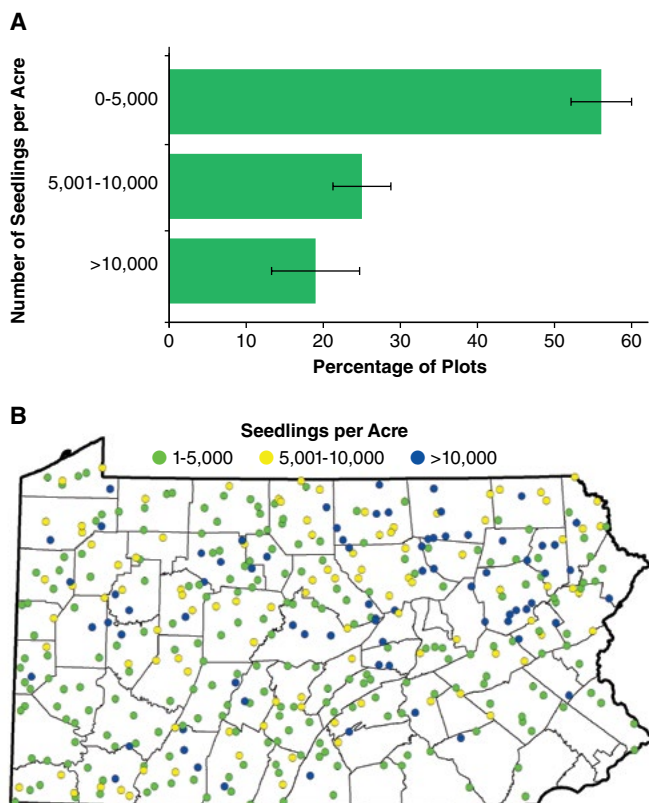 A
Number of Seedlings per Acre
0-5,000
5,001-10,000
>10,000
0 10 20 30 40 50 60
Percentage of Plots
B
Seedlings per Acre
1-5,000 5,001-10,000 >10,000